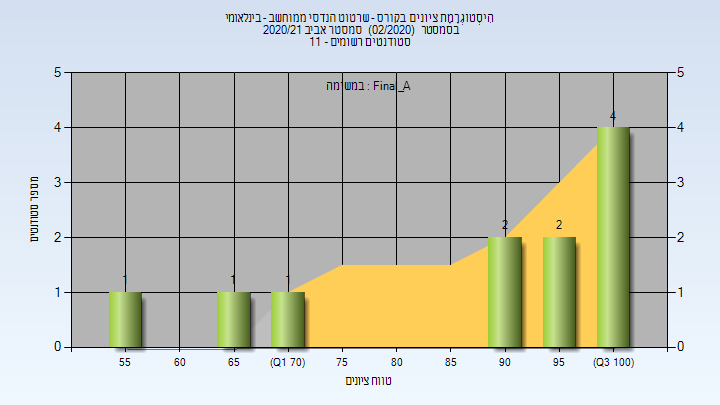 היסטוגרמת ציונים בקורס - שרטוט הנדסי ממוחשב - בינלאומי
בסמסטר (02/2020) סמסטר אביב 2020/21
סטודנטים רשומים - 11
במשימה : Final_A
מספר סטודנטים
5 5
4 4
3 3
2 2
1 1
0 0
1 1 1 2 2 4
55 60 65 (Q1 70) 75 80 85 90 95 (Q3 100)
טווח ציונים